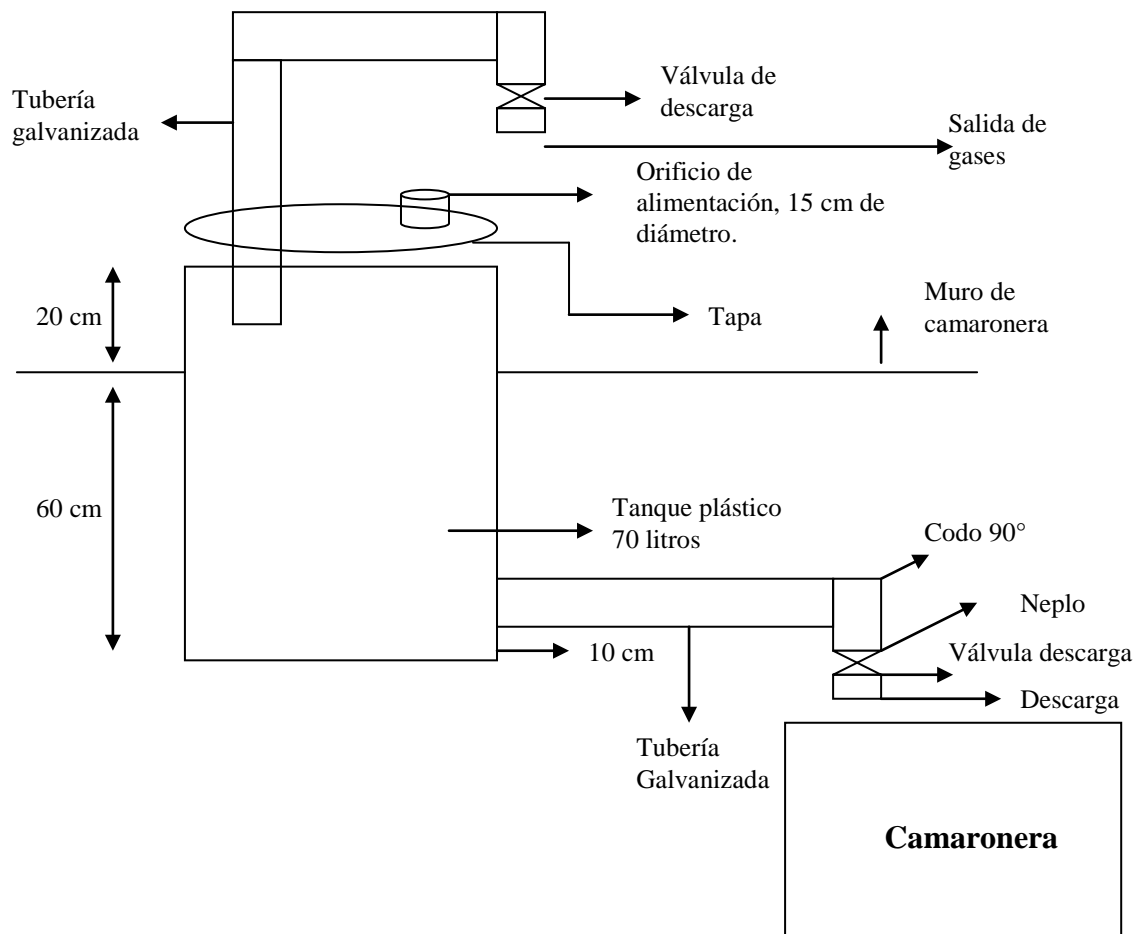 Válvula de
descarga
Tubería
galvanizada
Salida de
gases
Orificio de
alimentación, 15 cm de
diámetro.
20 cm
Tapa
Muro de
camaronera
60 cm
Tanque plástico
70 litros
Codo 90°
Neplo
10 cm
Válvula descarga
Descarga
Tubería
Galvanizada
Camaronera